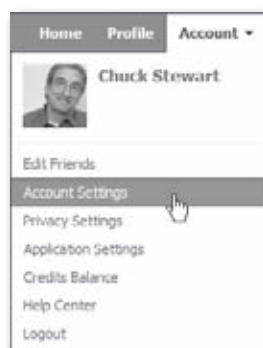 Home Profile Account
Chuck Stewart
Edit Friends
Account Settings
Privacy Settings
Application Settings
Credits Balance
Help Center
Logout